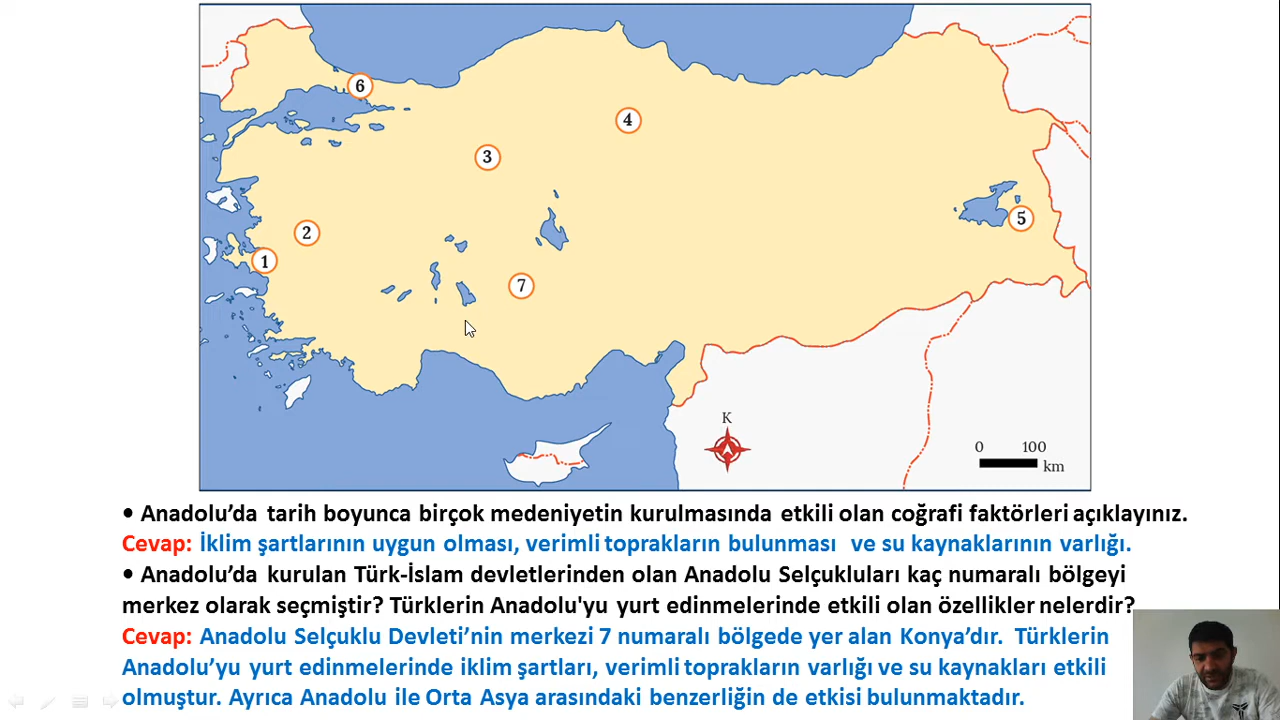 6
4
3
5
2
1
7
K
0 100
km
• Anadolu’da tarih boyunca birçok medeniyetin kurulmasında etkili olan coğrafi faktörleri açıklayınız.
Cevap: İklim şartlarının uygun olması, verimli toprakların bulunması ve su kaynaklarının varlığı.
• Anadolu’da kurulan Türk-İslam devletlerinden olan Anadolu Selçukluları kaç numaralı bölgeyi
merkez olarak seçmiştir? Türklerin Anadolu'yu yurt edinmelerinde etkili olan özellikler nelerdir?
Cevap: Anadolu Selçuklu Devleti’nin merkezi 7 numaralı bölgede yer alan Konya’dır. Türklerin
Anadolu’yu yurt edinmelerinde iklim şartları, verimli toprakların varlığı ve su kaynakları etkili
olmuştur. Ayrıca Anadolu ile Orta Asya arasındaki benzerliğin de etkisi bulunmaktadır.